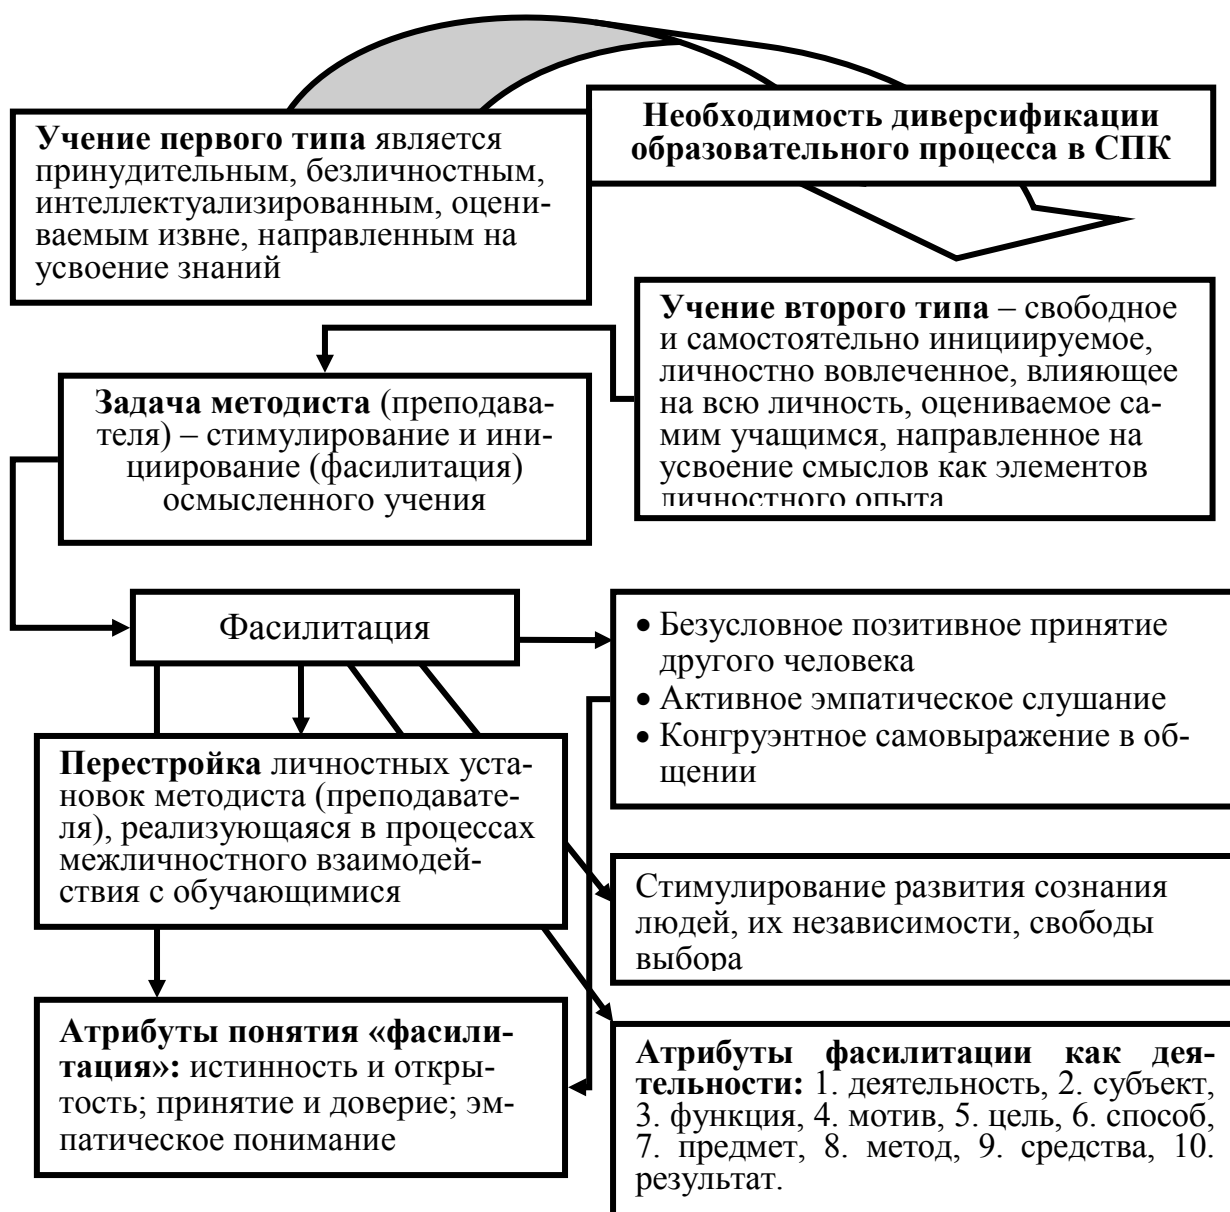 Учение первого типа является
принудительным, безличностным,
интеллектуализированным, оцени-
ваемым извне, направленным на
усвоение знаний
Необходимость диверсификации
образовательного процесса в СПК
Учение второго типа – свободное
и самостоятельно инициируемое,
личностно вовлеченное, влияющее
на всю личность, оцениваемое са-
мим учащимся, направленное на
усвоение смыслов как элементов
личностного опыта
Задача методиста (преподава-
теля) – стимулирование и ини-
циирование (фасилитация)
осмысленного учения
Фасилитация
• Безусловное позитивное принятие
другого человека
• Активное эмпатическое слушание
• Конгруэнтное самовыражение в об-
щении
Перестройка личностных уста-
новок методиста (преподавате-
ля), реализующаяся в процессах
межличностного взаимодей-
ствия с обучающимися
Стимулирование развития сознания
людей, их независимости, свободы
выбора
Атрибуты понятия «фасили-
тация»: истинность и откры-
тость; принятие и доверие; эм-
патическое понимание
Атрибуты фасилитации как дея-
тельности: 1. деятельность, 2. субъект,
3. функция, 4. мотив, 5. цель, 6. способ,
7. предмет, 8. метод, 9. средства, 10.
результат.